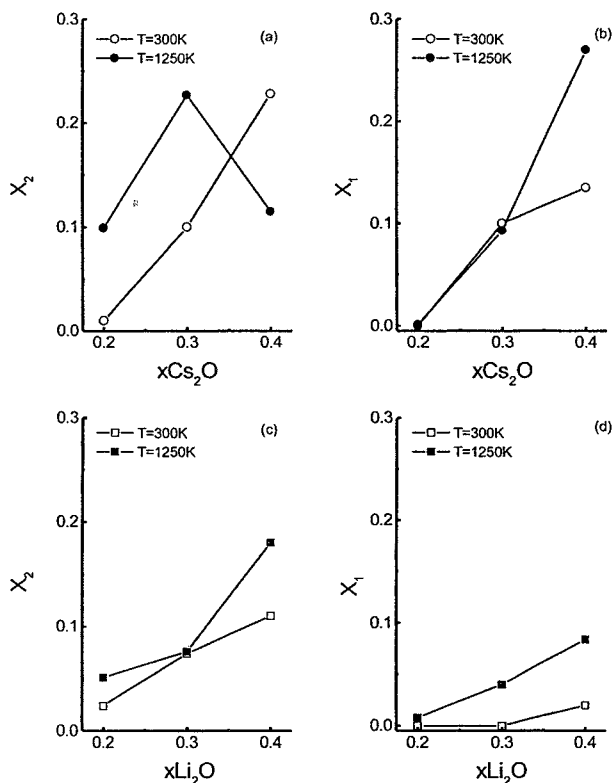 0.3
T=300K
T=1250K
(a)
0.2
X₂
0.1
0.0
0.2 0.3 0.4
xCs₂O
0.3
T=300K
T=1250K
(b)
0.2
X₁
0.1
0.0
0.2 0.3 0.4
xCs₂O
0.3
T=300K
T=1250K
(c)
0.2
X₂
0.1
0.0
0.2 0.3 0.4
xLi₂O
0.3
T=300K
T=1250K
(d)
0.2
X₁
0.1
0.0
0.2 0.3 0.4
xLi₂O